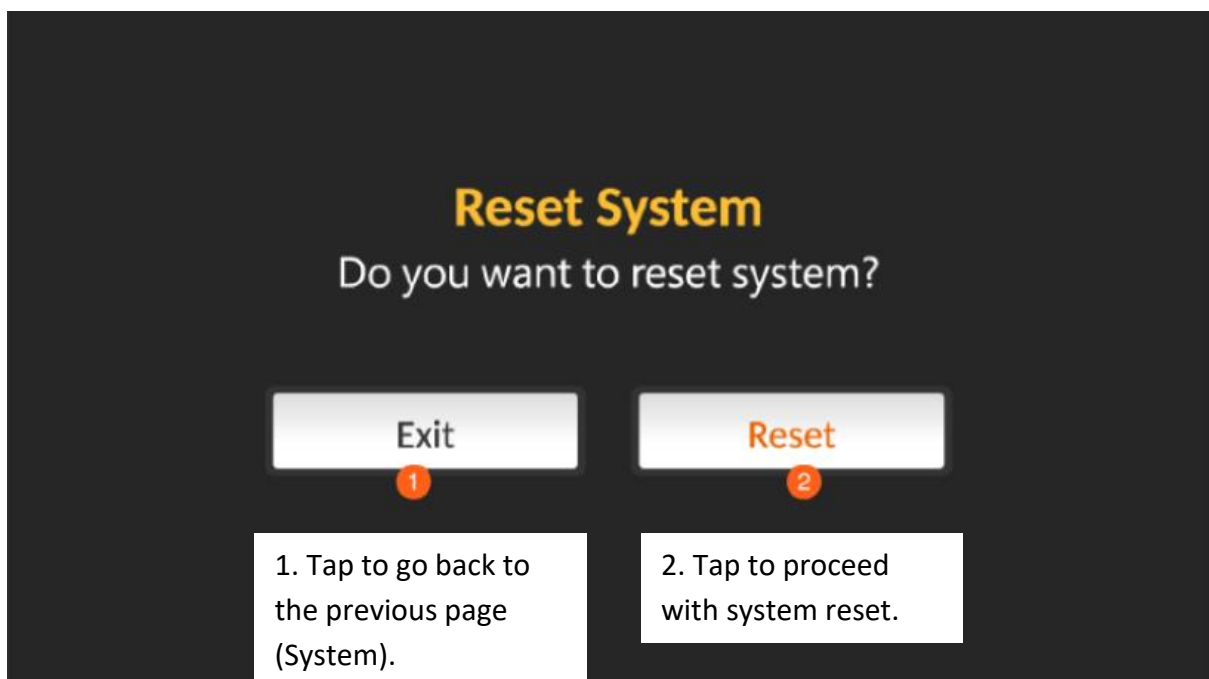 Reset System
Do you want to reset system?
Exit
Reset
1
2
1. Tap to go back to
the previous page
(System).
2. Tap to proceed
with system reset.